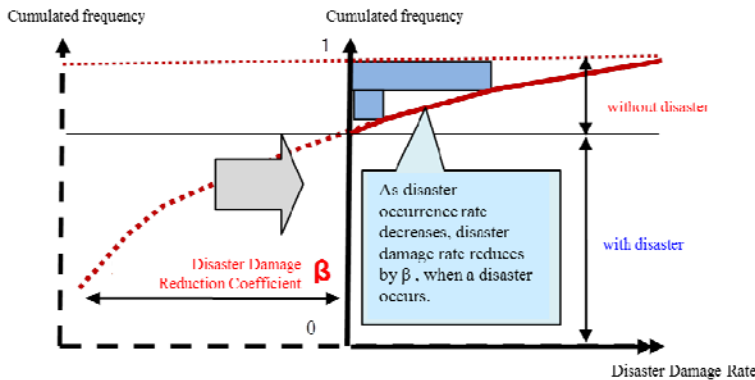 Cumulated frequency
Cumulated frequency
1
without disaster
As disaster
occurrence rate
decreases, disaster
damage rate reduces
by β, when a disaster
occurs.
with disaster
Disaster Damage
Reduction Coefficient β
0
Disaster Damage Rate